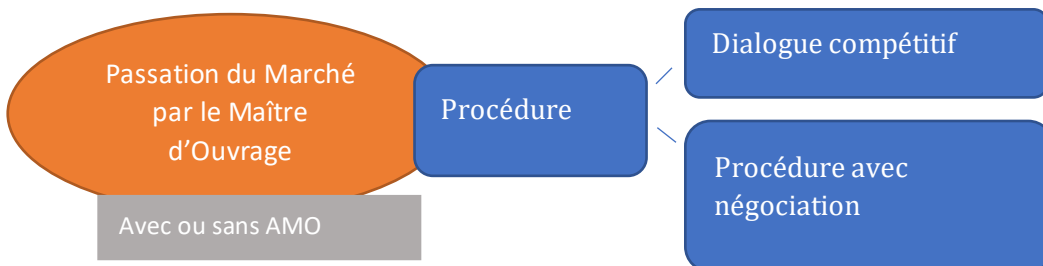 Passation du Marché
par le Maître
d’Ouvrage
Avec ou sans AMO
Procédure
Dialogue compétitif
Procédure avec
négociation